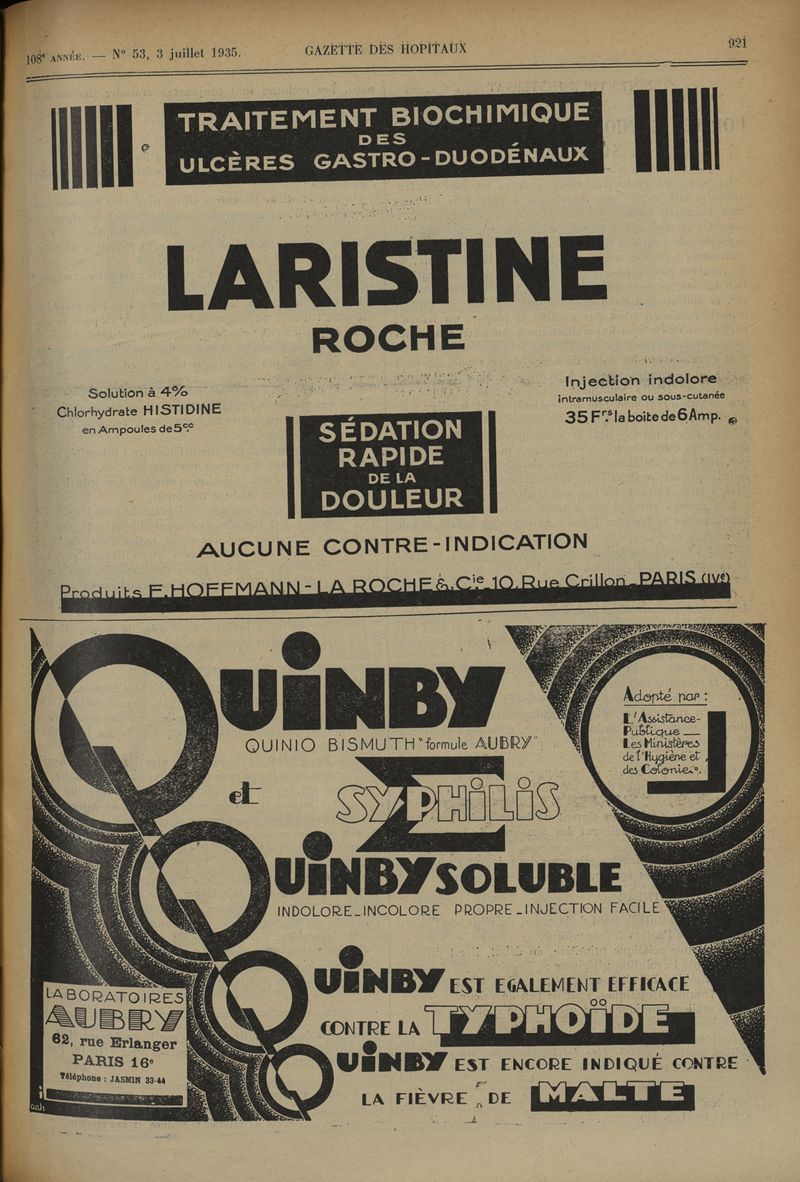 108e ANNÉE. — N° 53, 3 juillet 1935.
GAZETTE DES HOPITAUX
921
TRAITEMENT BIOCHIMIQUE
DES
ULCÈRES GASTRO-DUODÉNAUX
LARISTINE
ROCHE
Solution à 4%
Chlorhydrate HISTIDINE
en Ampoules de 5cc
Injection indolore
intramusculaire ou sous-cutanée
35 Frs. la boite de 6 Amp.
SÉDATION
RAPIDE
DE LA
DOULEUR
AUCUNE CONTRE-INDICATION
Produits F. HOFFMANN-LA ROCHE & Cie 10, Rue Crillon - PARIS (IVe)
QUINBY
QUINIO BISMUTH "formule AUBRY"
et
SYPHILIS
QUINBY SOLUBLE
INDOLORE_INCOLORE PROPRE_INJECTION FACILE
Adopté par :
L'Assistance-
Publique —
Les Ministères
de l'Hygiène et
des Colonies.
QUINBY EST EGALEMENT EFFICACE
CONTRE LA TYPHOÏDE
QUINBY EST ENCORE INDIQUÉ CONTRE
LA FIÈVRE DE MALTE
LABORATOIRES
AUBRY
62, rue Erlanger
PARIS 16e
Téléphone : JASMIN 33-44